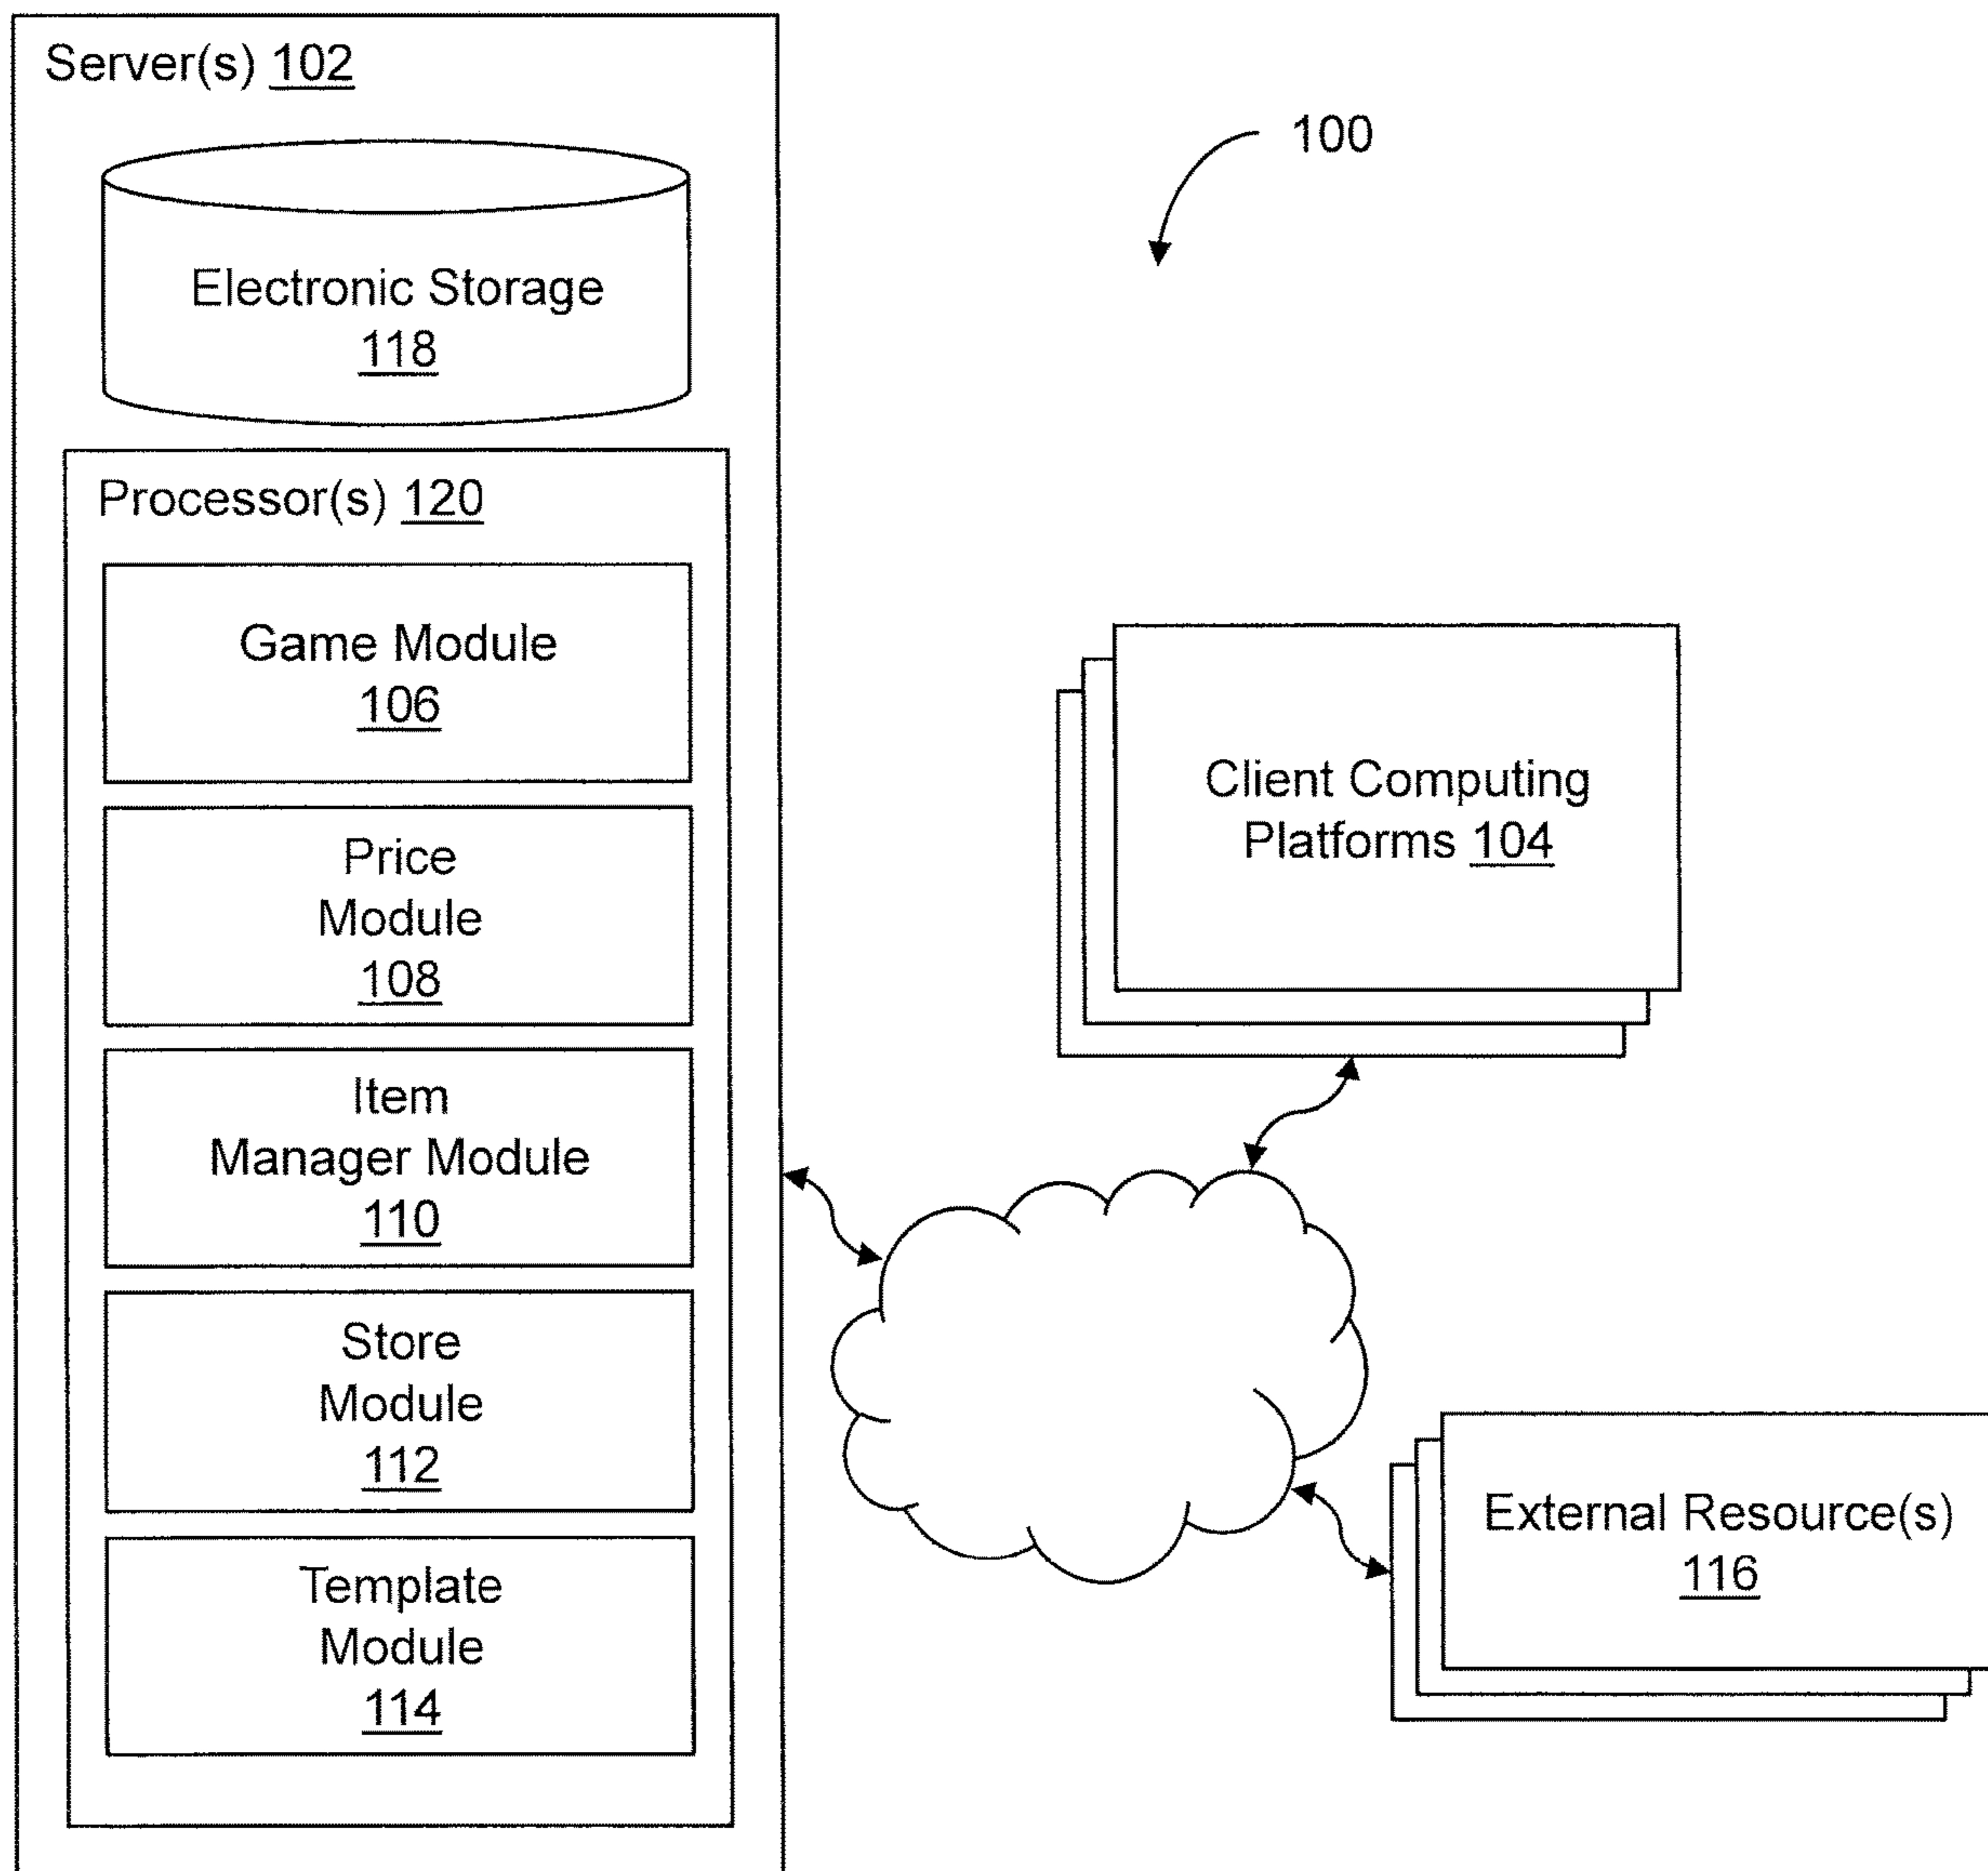 Server(s) 102
100
Electronic Storage
118
Processor(s) 120
Game Module
106
Price
Module
108
Item
Manager Module
110
Store
Module
112
Template
Module
114
Client Computing
Platforms 104
External Resource(s)
116